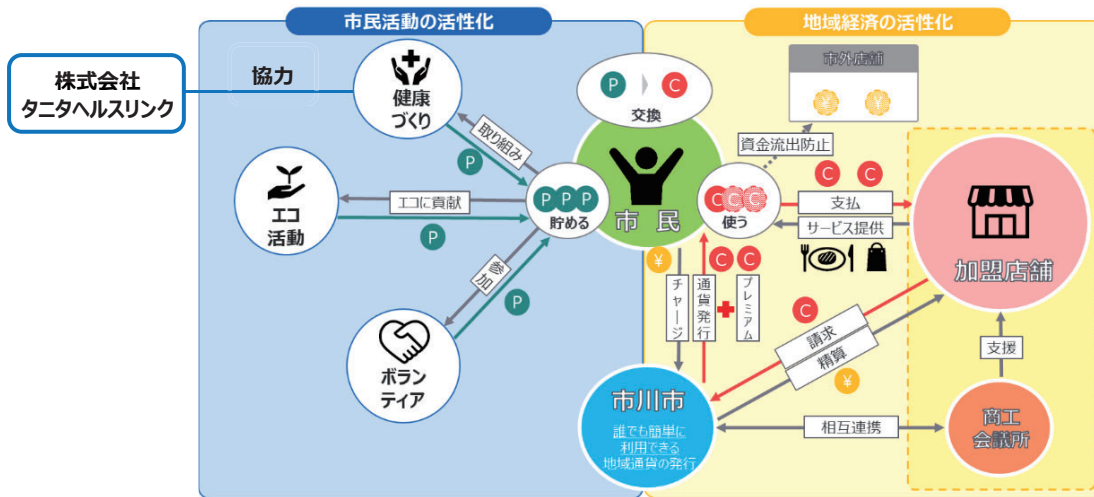 市民活動の活性化
地域経済の活性化
株式会社
タニタヘルスリンク
協力
健康
づくり
取り組み
P
エコ
活動
エコに貢献
P
ボラン
ティア
参加
P
P C
交換
PPP
貯める
市民
CCC
使う
市外店舗
¥ ¥
資金流出防止
C C
支払
サービス提供
加盟店舗
¥
チャージ
通貨発行
C C
プレミアム
C
請求
精算
¥
支援
市川市
誰でも簡単に
利用できる
地域通貨の発行
相互連携
商工
会議所